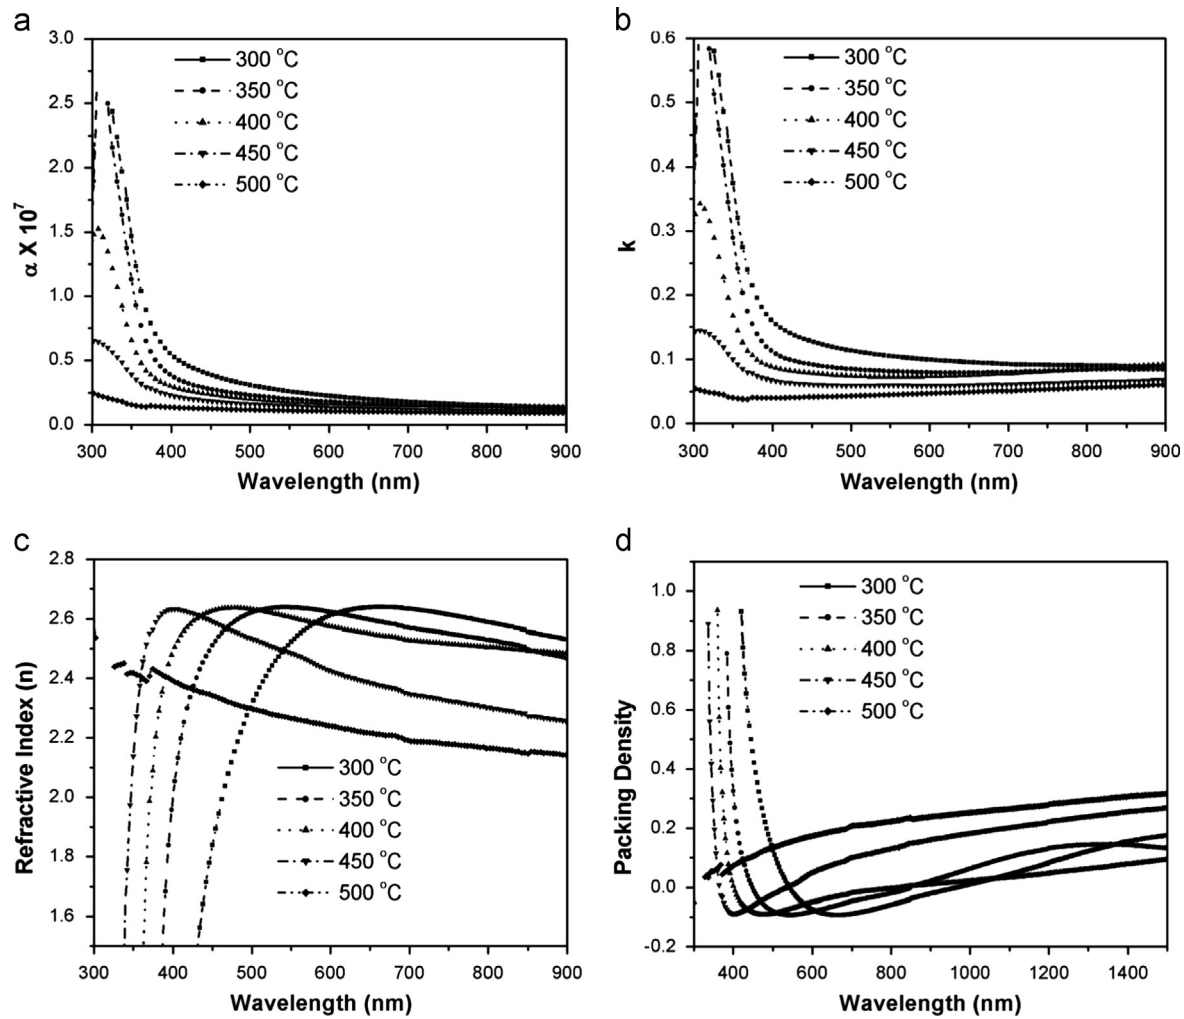 a
3.0
2.5
2.0
1.5
1.0
0.5
0.0
α X 10⁷
300 °C
350 °C
400 °C
450 °C
500 °C
300 400 500 600 700 800 900
Wavelength (nm)
b
0.6
0.5
0.4
0.3
0.2
0.1
0.0
k
300 °C
350 °C
400 °C
450 °C
500 °C
300 400 500 600 700 800 900
Wavelength (nm)
c
2.8
2.6
2.4
2.2
2.0
1.8
1.6
Refractive Index (n)
300 °C
350 °C
400 °C
450 °C
500 °C
300 400 500 600 700 800 900
Wavelength (nm)
d
1.0
0.8
0.6
0.4
0.2
0.0
-0.2
Packing Density
300 °C
350 °C
400 °C
450 °C
500 °C
400 600 800 1000 1200 1400
Wavelength (nm)